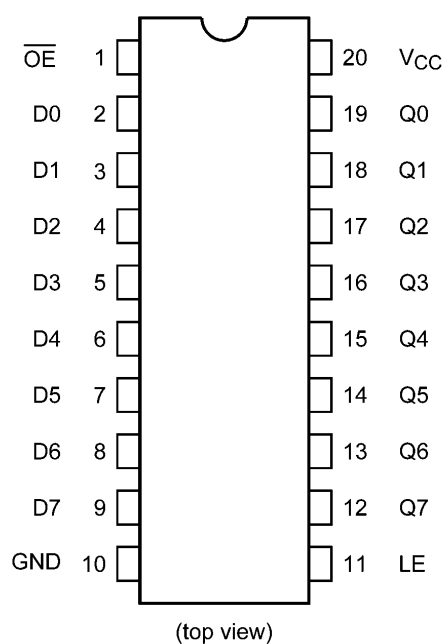 O̅E̅ 1 20 VCC
D0 2 19 Q0
D1 3 18 Q1
D2 4 17 Q2
D3 5 16 Q3
D4 6 15 Q4
D5 7 14 Q5
D6 8 13 Q6
D7 9 12 Q7
GND 10 11 LE
(top view)